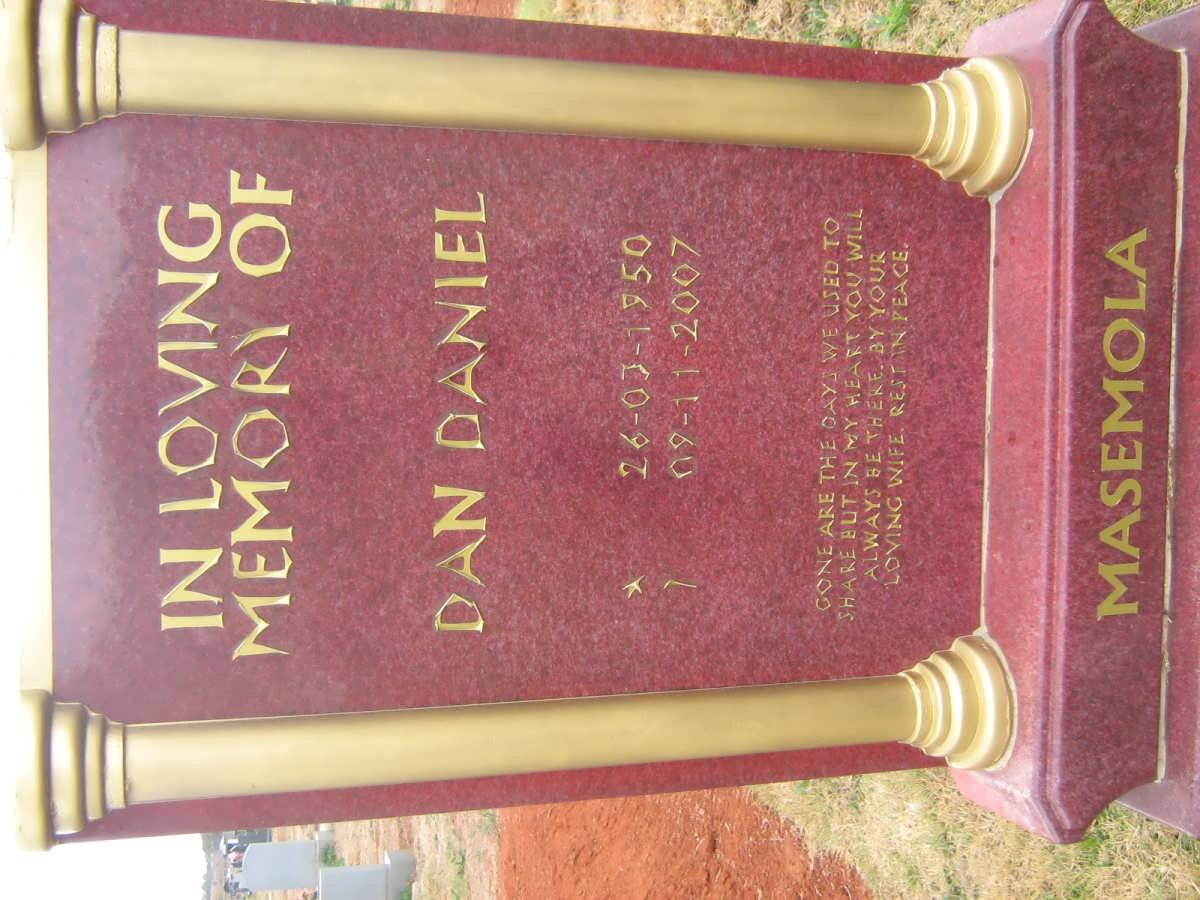 IN LOVING
MEMORY OF
DAN DANIEL
26-03-1950
09-11-2007
GONE ARE THE DAYS WE USED TO
SHARE BUT IN MY HEART YOU WILL
ALWAYS BE THERE. BY YOUR
LOVING WIFE. REST IN PEACE.
MASEMOLA